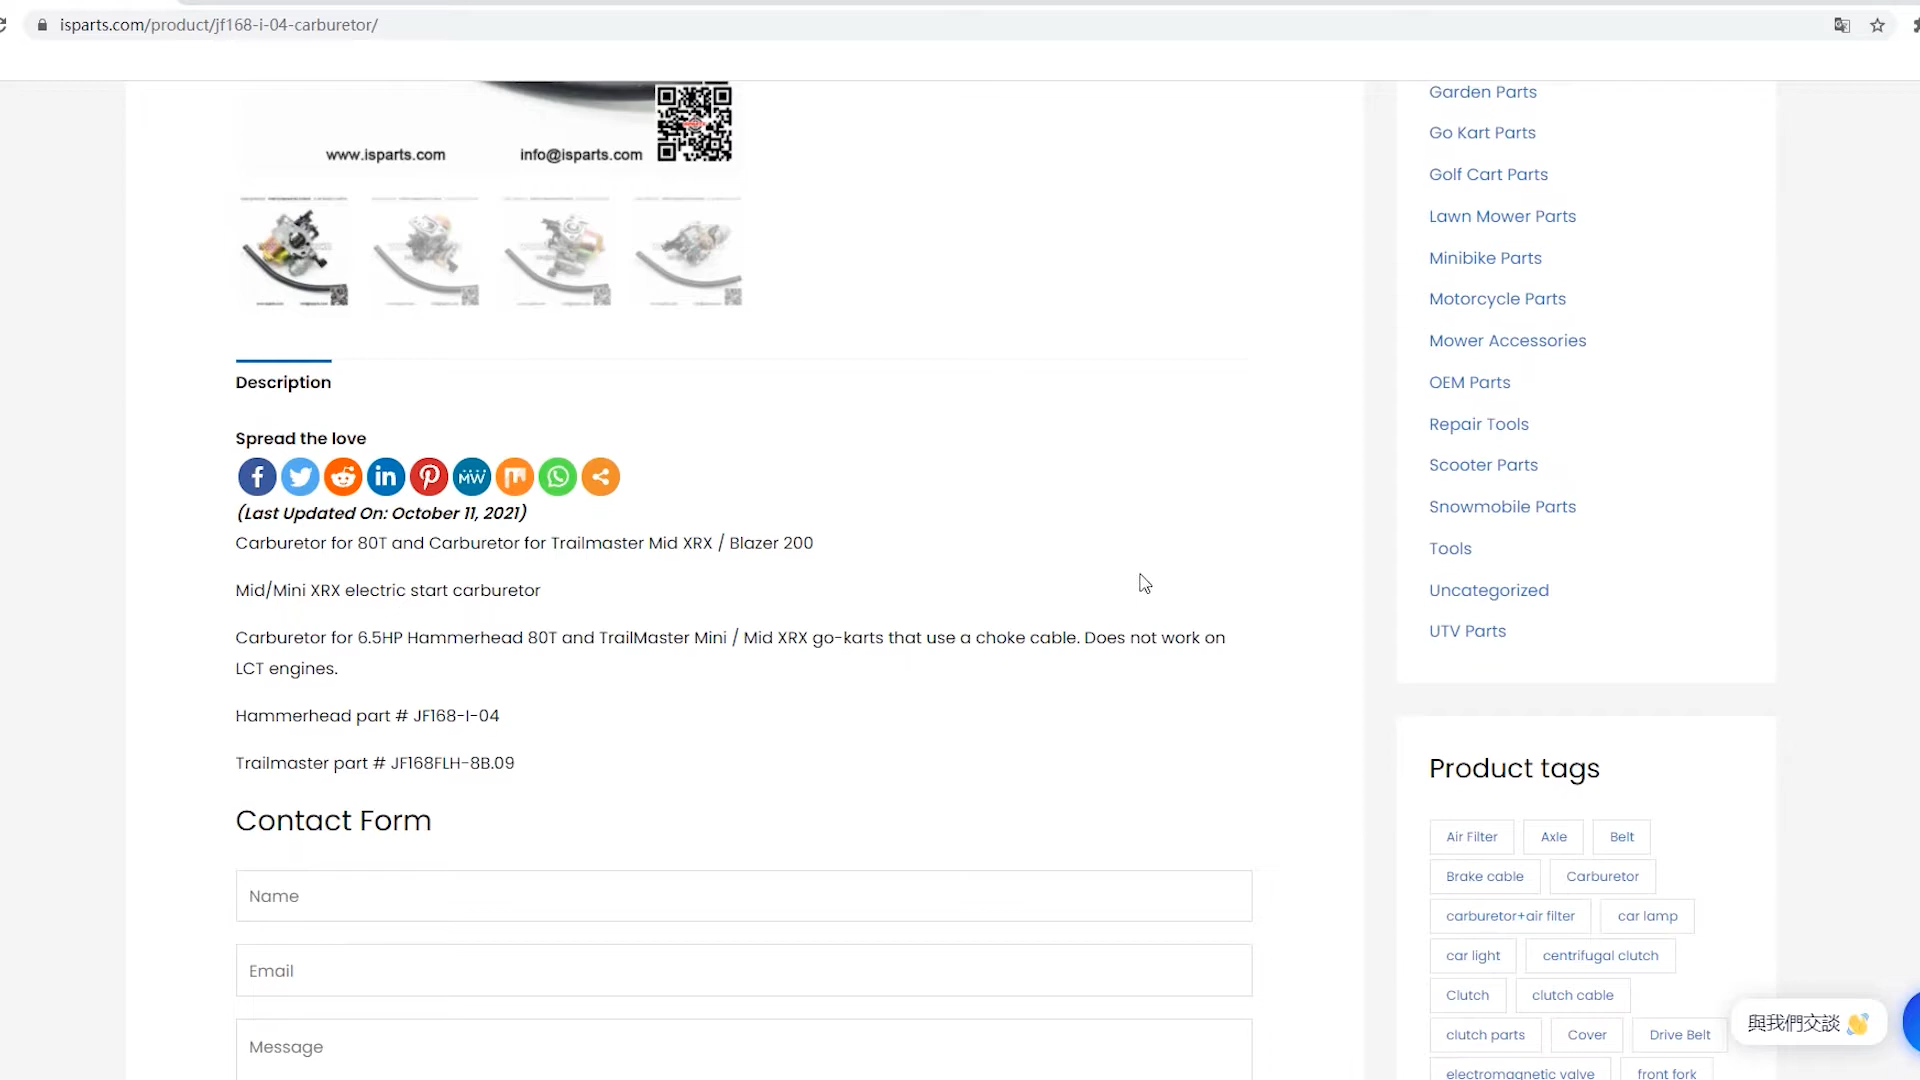 isparts.com/product/jf168-i-04-carburetor/
www.isparts.com
info@isparts.com
Description
Spread the love
(Last Updated On: October 11, 2021)
Carburetor for 80T and Carburetor for Trailmaster Mid XRX / Blazer 200
Mid/Mini XRX electric start carburetor
Carburetor for 6.5HP Hammerhead 80T and TrailMaster Mini / Mid XRX go-karts that use a choke cable. Does not work on
LCT engines.
Hammerhead part # JF168-I-04
Trailmaster part # JF168FLH-8B.09
Contact Form
Name
Email
Message
Garden Parts
Go Kart Parts
Golf Cart Parts
Lawn Mower Parts
Minibike Parts
Motorcycle Parts
Mower Accessories
OEM Parts
Repair Tools
Scooter Parts
Snowmobile Parts
Tools
Uncategorized
UTV Parts
Product tags
Air Filter Axle Belt
Brake cable Carburetor
carburetor+air filter car lamp
car light centrifugal clutch
Clutch clutch cable
clutch parts Cover Drive Belt
electromagnetic valve front fork
與我們交談 👋